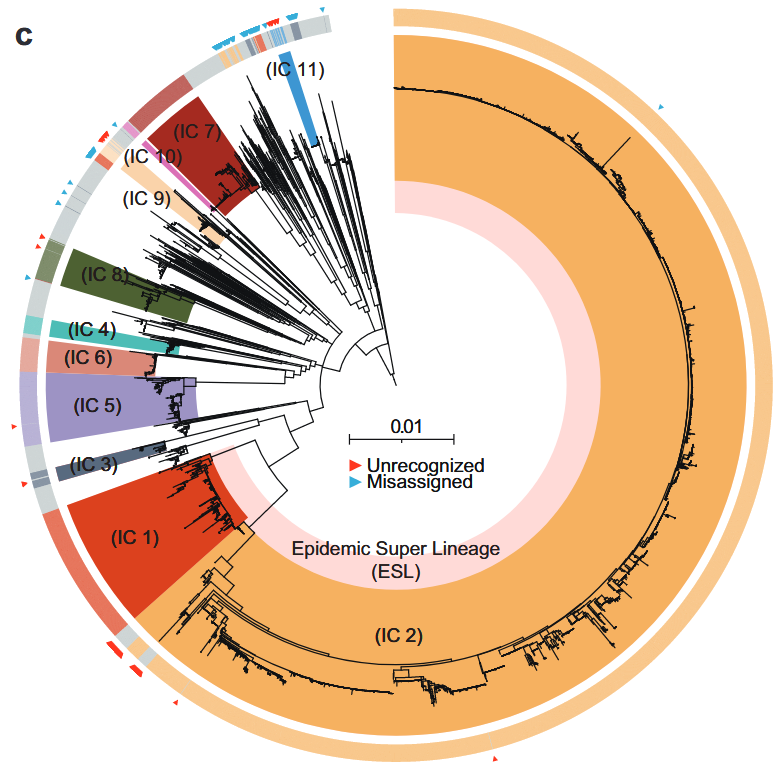 c
(IC 11)
(IC 7)
(IC 10)
(IC 9)
(IC 8)
(IC 4)
(IC 6)
(IC 5)
(IC 3)
(IC 1)
0.01
Unrecognized
Misassigned
Epidemic Super Lineage
(ESL)
(IC 2)